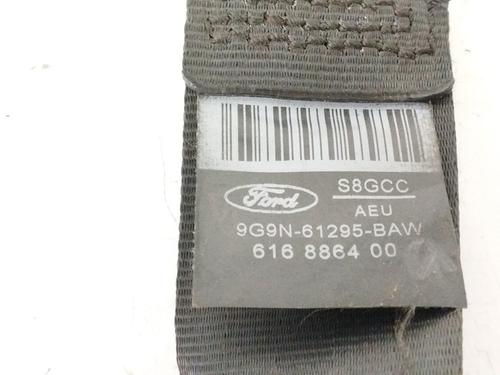 Ford
S8GCC
AEU
9G9N-61295-BAW
616 8864 00